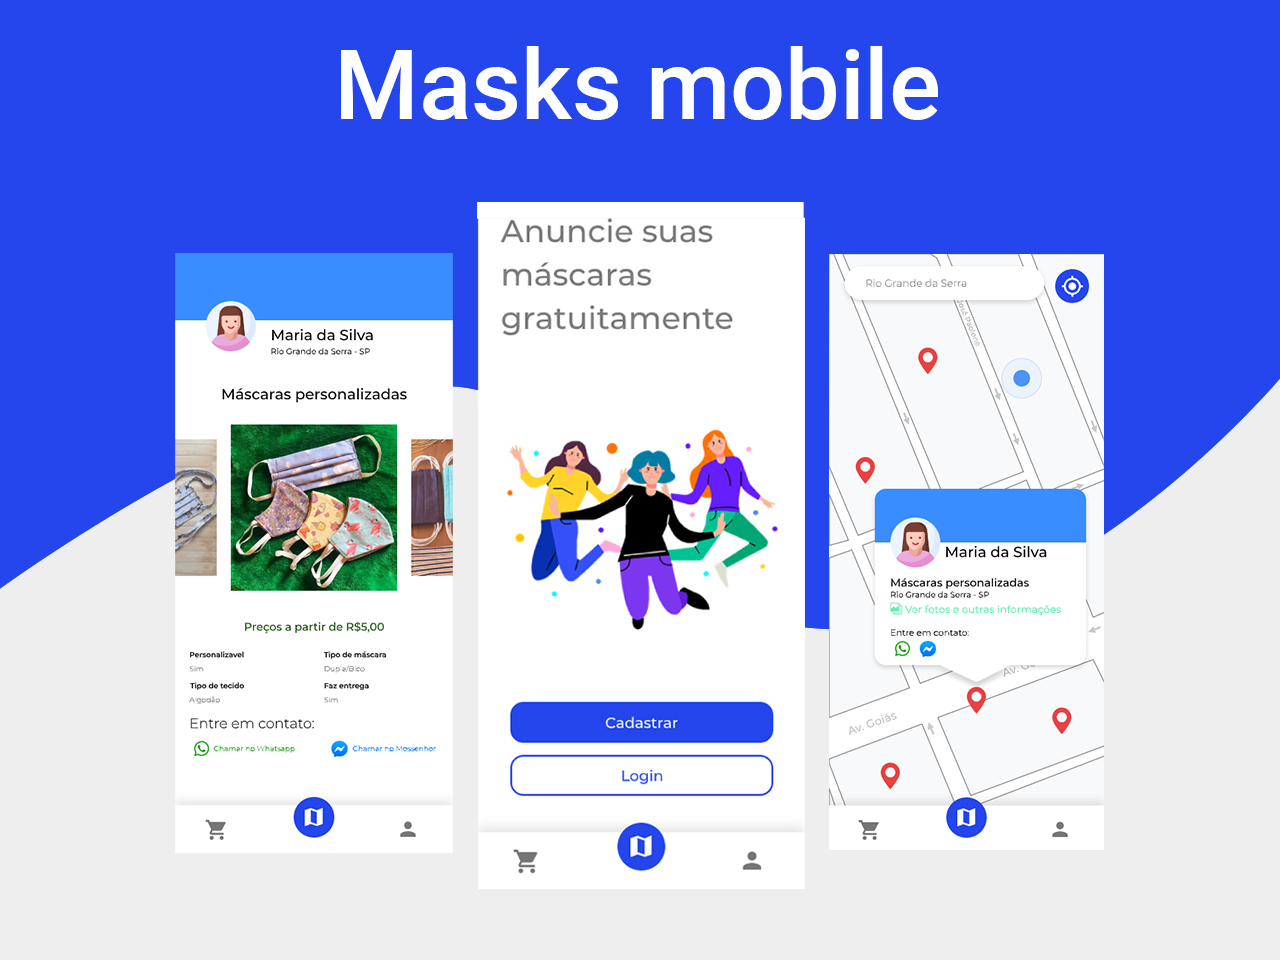 Masks mobile
Maria da Silva
Rio Grande da Serra - SP
Máscaras personalizadas
Preços a partir de R$5,00
Personalizavel
Sim
Tipo de máscara
Dupla/Bico
Tipo de tecido
Algodão
Faz entrega
Sim
Entre em contato:
Chamar no Whatsapp
Chamar no Messenher
Anuncie suas
máscaras
gratuitamente
Cadastrar
Login
Rio Grande da Serra
José Paolone
Maria da Silva
Máscaras personalizadas
Rio Grande da Serra - SP
Ver fotos e outras informações
Entre em contato:
Av. Go
Av. Goiás